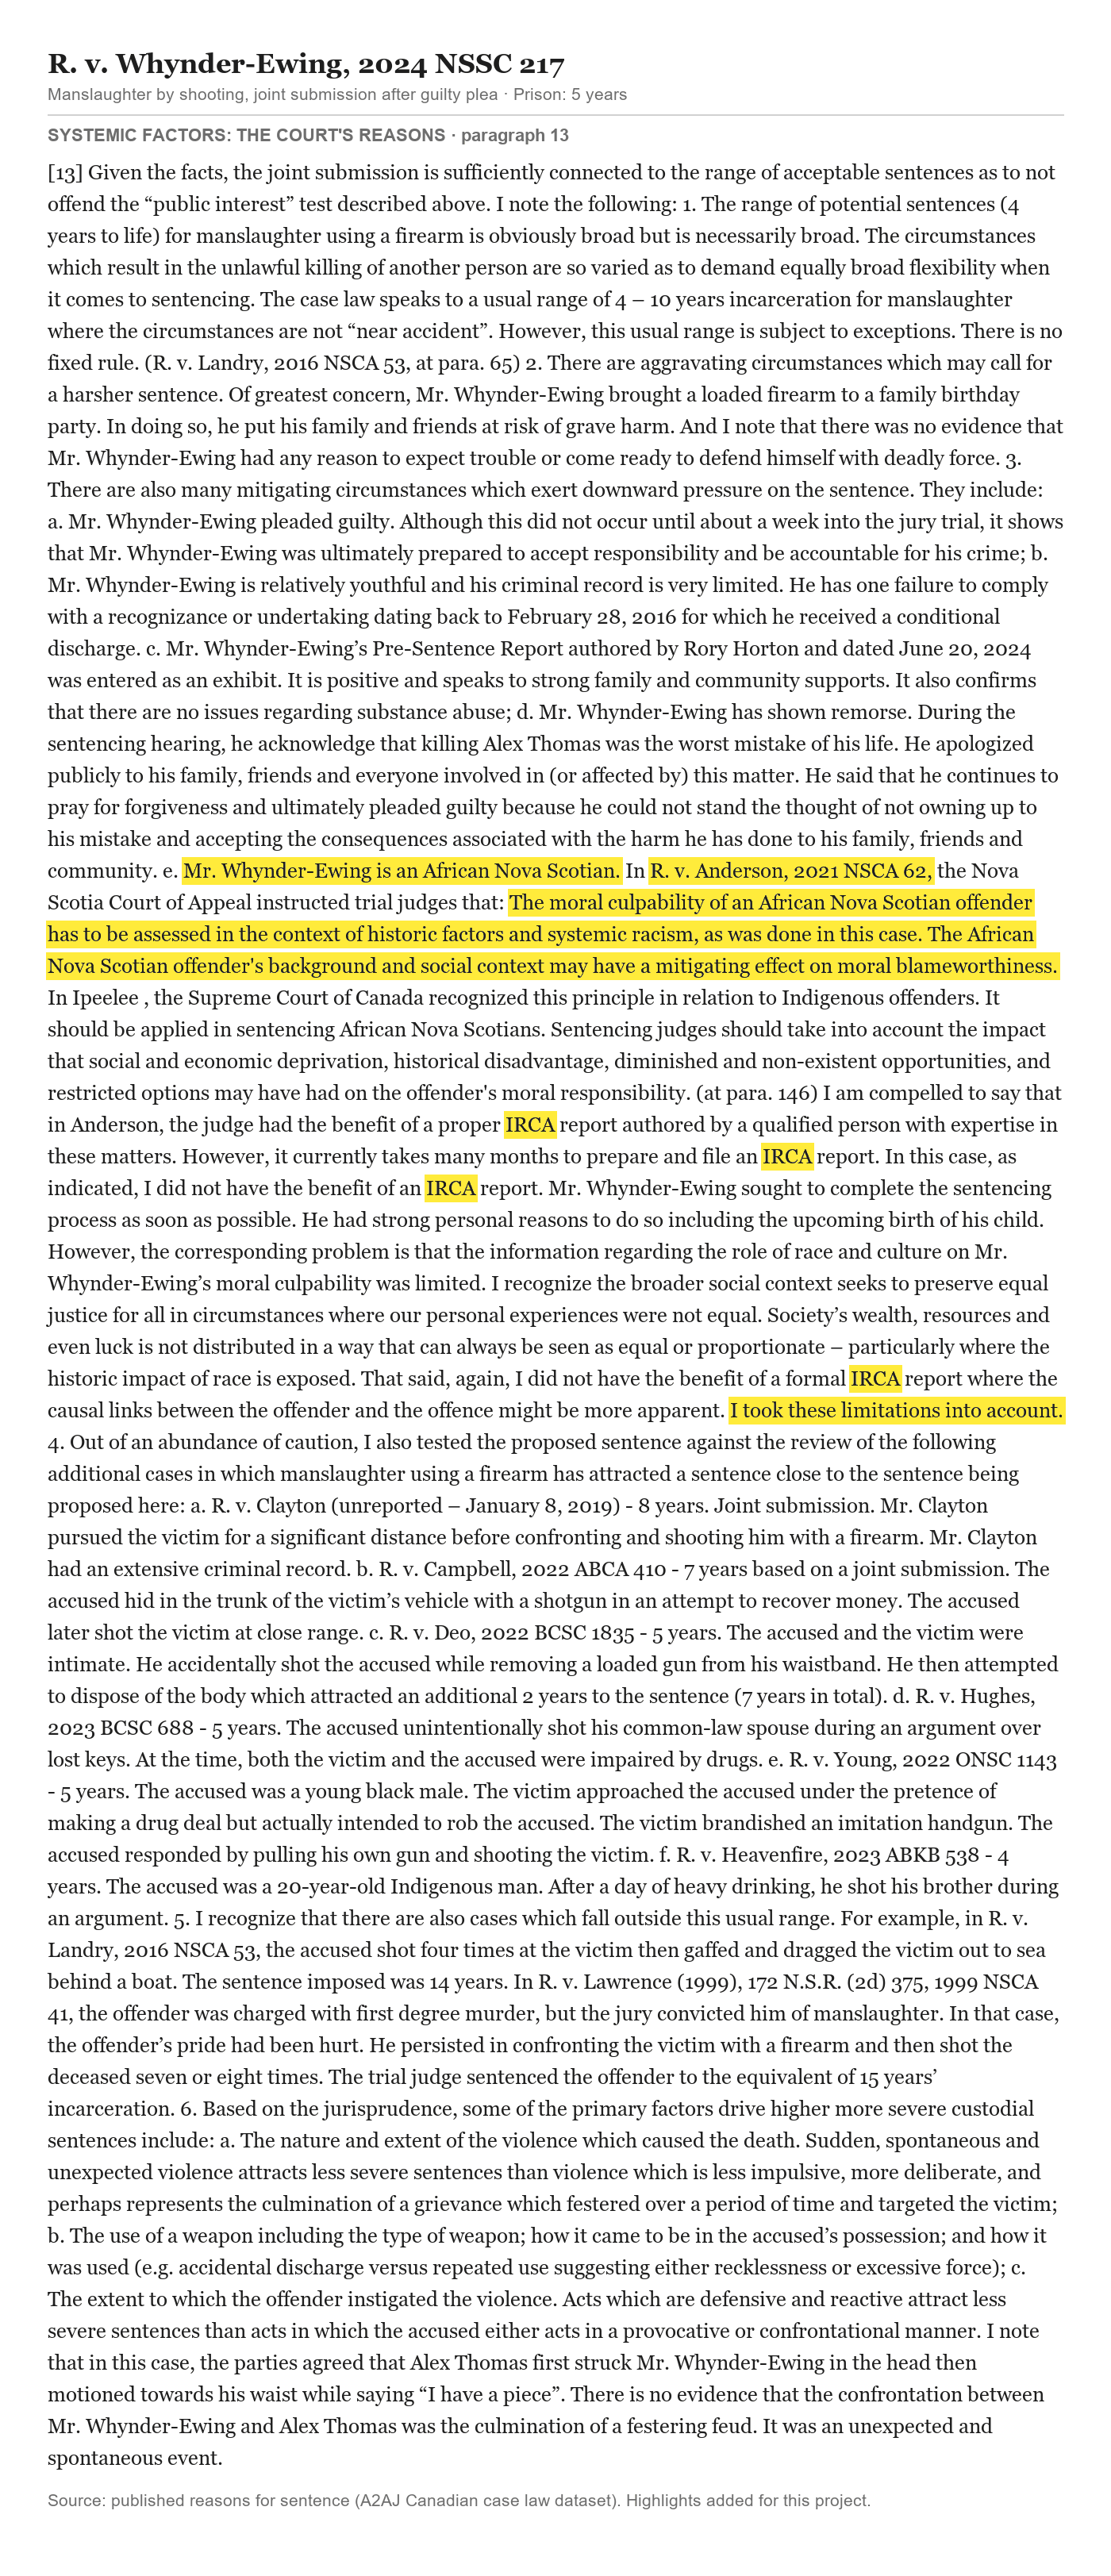 R. v. Whynder-Ewing, 2024 NSSC 217
Manslaughter by shooting, joint submission after guilty plea · Prison: 5 years
SYSTEMIC FACTORS: THE COURT'S REASONS · paragraph 13
[13] Given the facts, the joint submission is sufficiently connected to the range of acceptable sentences as to not
offend the “public interest” test described above. I note the following: 1. The range of potential sentences (4
years to life) for manslaughter using a firearm is obviously broad but is necessarily broad. The circumstances
which result in the unlawful killing of another person are so varied as to demand equally broad flexibility when
it comes to sentencing. The case law speaks to a usual range of 4 – 10 years incarceration for manslaughter
where the circumstances are not “near accident”. However, this usual range is subject to exceptions. There is no
fixed rule. (R. v. Landry, 2016 NSCA 53, at para. 65) 2. There are aggravating circumstances which may call for
a harsher sentence. Of greatest concern, Mr. Whynder-Ewing brought a loaded firearm to a family birthday
party. In doing so, he put his family and friends at risk of grave harm. And I note that there was no evidence that
Mr. Whynder-Ewing had any reason to expect trouble or come ready to defend himself with deadly force. 3.
There are also many mitigating circumstances which exert downward pressure on the sentence. They include:
a. Mr. Whynder-Ewing pleaded guilty. Although this did not occur until about a week into the jury trial, it shows
that Mr. Whynder-Ewing was ultimately prepared to accept responsibility and be accountable for his crime; b.
Mr. Whynder-Ewing is relatively youthful and his criminal record is very limited. He has one failure to comply
with a recognizance or undertaking dating back to February 28, 2016 for which he received a conditional
discharge. c. Mr. Whynder-Ewing’s Pre-Sentence Report authored by Rory Horton and dated June 20, 2024
was entered as an exhibit. It is positive and speaks to strong family and community supports. It also confirms
that there are no issues regarding substance abuse; d. Mr. Whynder-Ewing has shown remorse. During the
sentencing hearing, he acknowledge that killing Alex Thomas was the worst mistake of his life. He apologized
publicly to his family, friends and everyone involved in (or affected by) this matter. He said that he continues to
pray for forgiveness and ultimately pleaded guilty because he could not stand the thought of not owning up to
his mistake and accepting the consequences associated with the harm he has done to his family, friends and
community. e. Mr. Whynder-Ewing is an African Nova Scotian. In R. v. Anderson, 2021 NSCA 62, the Nova
Scotia Court of Appeal instructed trial judges that: The moral culpability of an African Nova Scotian offender
has to be assessed in the context of historic factors and systemic racism, as was done in this case. The African
Nova Scotian offender's background and social context may have a mitigating effect on moral blameworthiness.
In Ipeelee , the Supreme Court of Canada recognized this principle in relation to Indigenous offenders. It
should be applied in sentencing African Nova Scotians. Sentencing judges should take into account the impact
that social and economic deprivation, historical disadvantage, diminished and non-existent opportunities, and
restricted options may have had on the offender's moral responsibility. (at para. 146) I am compelled to say that
in Anderson, the judge had the benefit of a proper IRCA report authored by a qualified person with expertise in
these matters. However, it currently takes many months to prepare and file an IRCA report. In this case, as
indicated, I did not have the benefit of an IRCA report. Mr. Whynder-Ewing sought to complete the sentencing
process as soon as possible. He had strong personal reasons to do so including the upcoming birth of his child.
However, the corresponding problem is that the information regarding the role of race and culture on Mr.
Whynder-Ewing’s moral culpability was limited. I recognize the broader social context seeks to preserve equal
justice for all in circumstances where our personal experiences were not equal. Society’s wealth, resources and
even luck is not distributed in a way that can always be seen as equal or proportionate – particularly where the
historic impact of race is exposed. That said, again, I did not have the benefit of a formal IRCA report where the
causal links between the offender and the offence might be more apparent. I took these limitations into account.
4. Out of an abundance of caution, I also tested the proposed sentence against the review of the following
additional cases in which manslaughter using a firearm has attracted a sentence close to the sentence being
proposed here: a. R. v. Clayton (unreported – January 8, 2019) - 8 years. Joint submission. Mr. Clayton
pursued the victim for a significant distance before confronting and shooting him with a firearm. Mr. Clayton
had an extensive criminal record. b. R. v. Campbell, 2022 ABCA 410 - 7 years based on a joint submission. The
accused hid in the trunk of the victim’s vehicle with a shotgun in an attempt to recover money. The accused
later shot the victim at close range. c. R. v. Deo, 2022 BCSC 1835 - 5 years. The accused and the victim were
intimate. He accidentally shot the accused while removing a loaded gun from his waistband. He then attempted
to dispose of the body which attracted an additional 2 years to the sentence (7 years in total). d. R. v. Hughes,
2023 BCSC 688 - 5 years. The accused unintentionally shot his common-law spouse during an argument over
lost keys. At the time, both the victim and the accused were impaired by drugs. e. R. v. Young, 2022 ONSC 1143
- 5 years. The accused was a young black male. The victim approached the accused under the pretence of
making a drug deal but actually intended to rob the accused. The victim brandished an imitation handgun. The
accused responded by pulling his own gun and shooting the victim. f. R. v. Heavenfire, 2023 ABKB 538 - 4
years. The accused was a 20-year-old Indigenous man. After a day of heavy drinking, he shot his brother during
an argument. 5. I recognize that there are also cases which fall outside this usual range. For example, in R. v.
Landry, 2016 NSCA 53, the accused shot four times at the victim then gaffed and dragged the victim out to sea
behind a boat. The sentence imposed was 14 years. In R. v. Lawrence (1999), 172 N.S.R. (2d) 375, 1999 NSCA
41, the offender was charged with first degree murder, but the jury convicted him of manslaughter. In that case,
the offender’s pride had been hurt. He persisted in confronting the victim with a firearm and then shot the
deceased seven or eight times. The trial judge sentenced the offender to the equivalent of 15 years’
incarceration. 6. Based on the jurisprudence, some of the primary factors drive higher more severe custodial
sentences include: a. The nature and extent of the violence which caused the death. Sudden, spontaneous and
unexpected violence attracts less severe sentences than violence which is less impulsive, more deliberate, and
perhaps represents the culmination of a grievance which festered over a period of time and targeted the victim;
b. The use of a weapon including the type of weapon; how it came to be in the accused’s possession; and how it
was used (e.g. accidental discharge versus repeated use suggesting either recklessness or excessive force); c.
The extent to which the offender instigated the violence. Acts which are defensive and reactive attract less
severe sentences than acts in which the accused either acts in a provocative or confrontational manner. I note
that in this case, the parties agreed that Alex Thomas first struck Mr. Whynder-Ewing in the head then
motioned towards his waist while saying “I have a piece”. There is no evidence that the confrontation between
Mr. Whynder-Ewing and Alex Thomas was the culmination of a festering feud. It was an unexpected and
spontaneous event.
Source: published reasons for sentence (A2AJ Canadian case law dataset). Highlights added for this project.